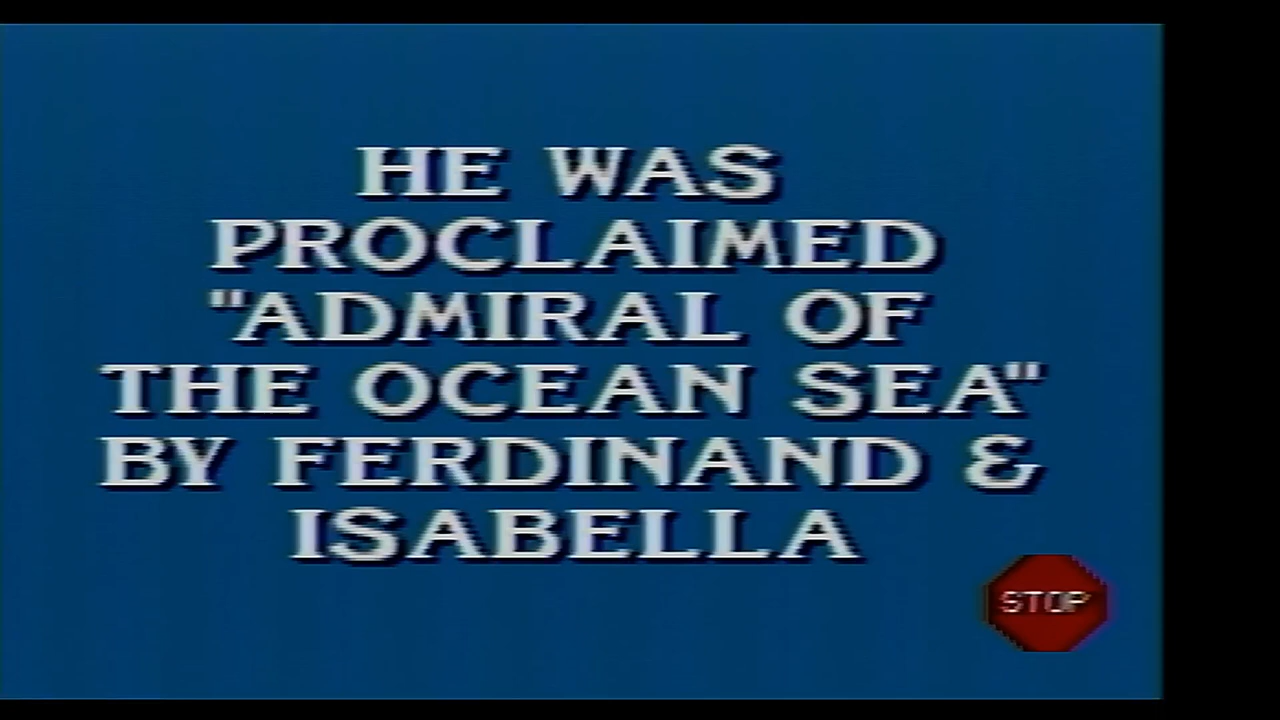 HE WAS
PROCLAIMED
"ADMIRAL OF
THE OCEAN SEA"
BY FERDINAND &
ISABELLA
STOP